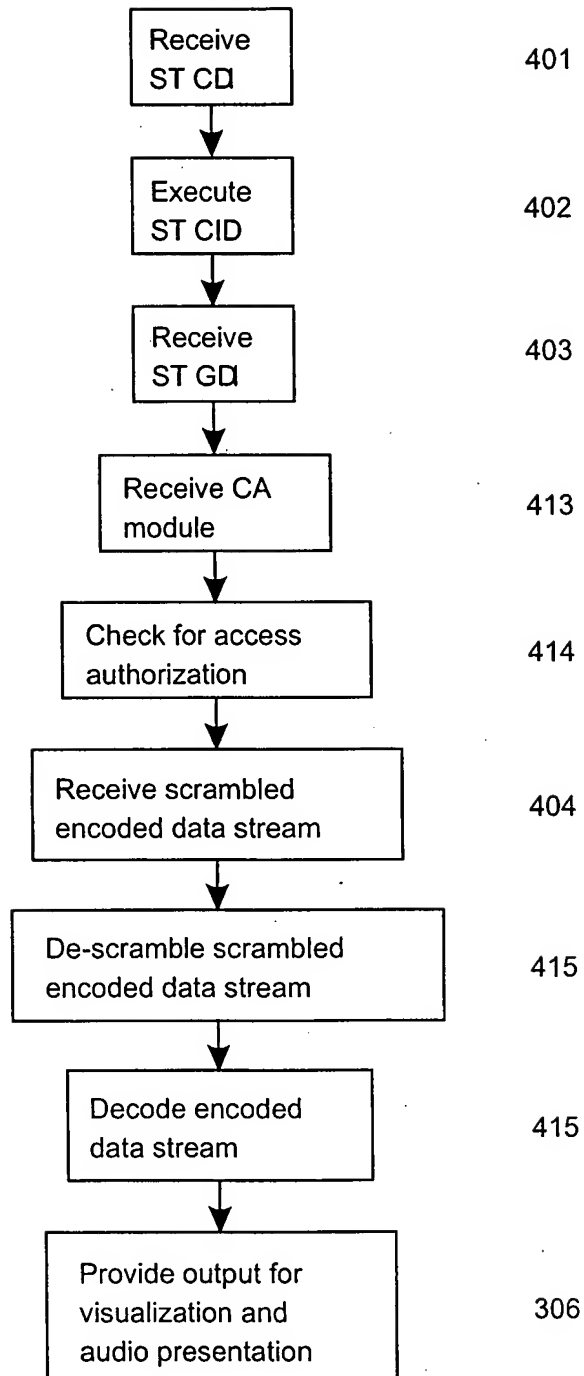 Receive 401
ST CDI
Execute 402
ST CID
Receive 403
ST GDI
Receive CA 413
module
Check for access 414
authorization
Receive scrambled 404
encoded data stream
De-scramble scrambled 415
encoded data stream
Decode encoded 415
data stream
Provide output for
visualization and 306
audio presentation